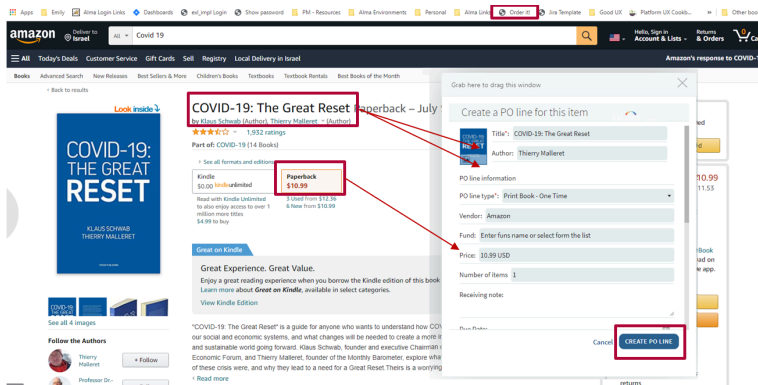 Apps Emily Alma Login Links Dashboards exl_impl Login Show password PM - Resources Alma Environments Personal Alma Links Order it! Jira Template Good UX Platform UX Cookb... » Other boo
amazon Deliver to Israel All Covid 19 Hello, Sign in Account & Lists Returns & Orders Ca
All Today's Deals Customer Service Gift Cards Sell Registry Local Delivery in Israel Amazon's response to COVID-1
Books Advanced Search New Releases Best Sellers & More Children's Books Textbooks Textbook Rentals Best Books of the Month
‹ Back to results
Look inside
COVID-19:
THE GREAT
RESET
KLAUS SCHWAB
THIERRY MALLERET
See all 4 images
Follow the Authors
Thierry
Malleret
+ Follow
Professor Dr.-
COVID-19: The Great Reset Paperback – July
by Klaus Schwab (Author), Thierry Malleret (Author)
1,932 ratings
Part of: COVID-19 (14 Books)
› See all formats and editions
Kindle
$0.00 kindleunlimited
Paperback
$10.99
Read with Kindle Unlimited
to also enjoy access to over 1
million more titles
$4.99 to buy
3 Used from $12.36
6 New from $10.99
Great on Kindle
Great Experience. Great Value.
Enjoy a great reading experience when you borrow the Kindle edition of this book
Learn more about Great on Kindle, available in select categories.
View Kindle Edition
"COVID-19: The Great Reset" is a guide for anyone who wants to understand how COV
our social and economic systems, and what changes will be needed to create a more in
and sustainable world going forward. Klaus Schwab, founder and executive Chairman
Economic Forum, and Thierry Malleret, founder of the Monthly Barometer, explore wha
of these crisis were, and why they lead to a need for a Great Reset.Theirs is a worrying
› Read more
Grab here to drag this window
Create a PO line for this item
Title*: COVID-19: The Great Reset
Author: Thierry Malleret
PO line information
PO line type*: Print Book - One Time
Vendor: Amazon
Fund: Enter funs name or select form the list
Price: 10.99 USD
Number of items 1
Receiving note:
Due Date:
Cancel CREATE PO LINE
ed
d
10.99
11.53
eBook
ad on
e app.
returns